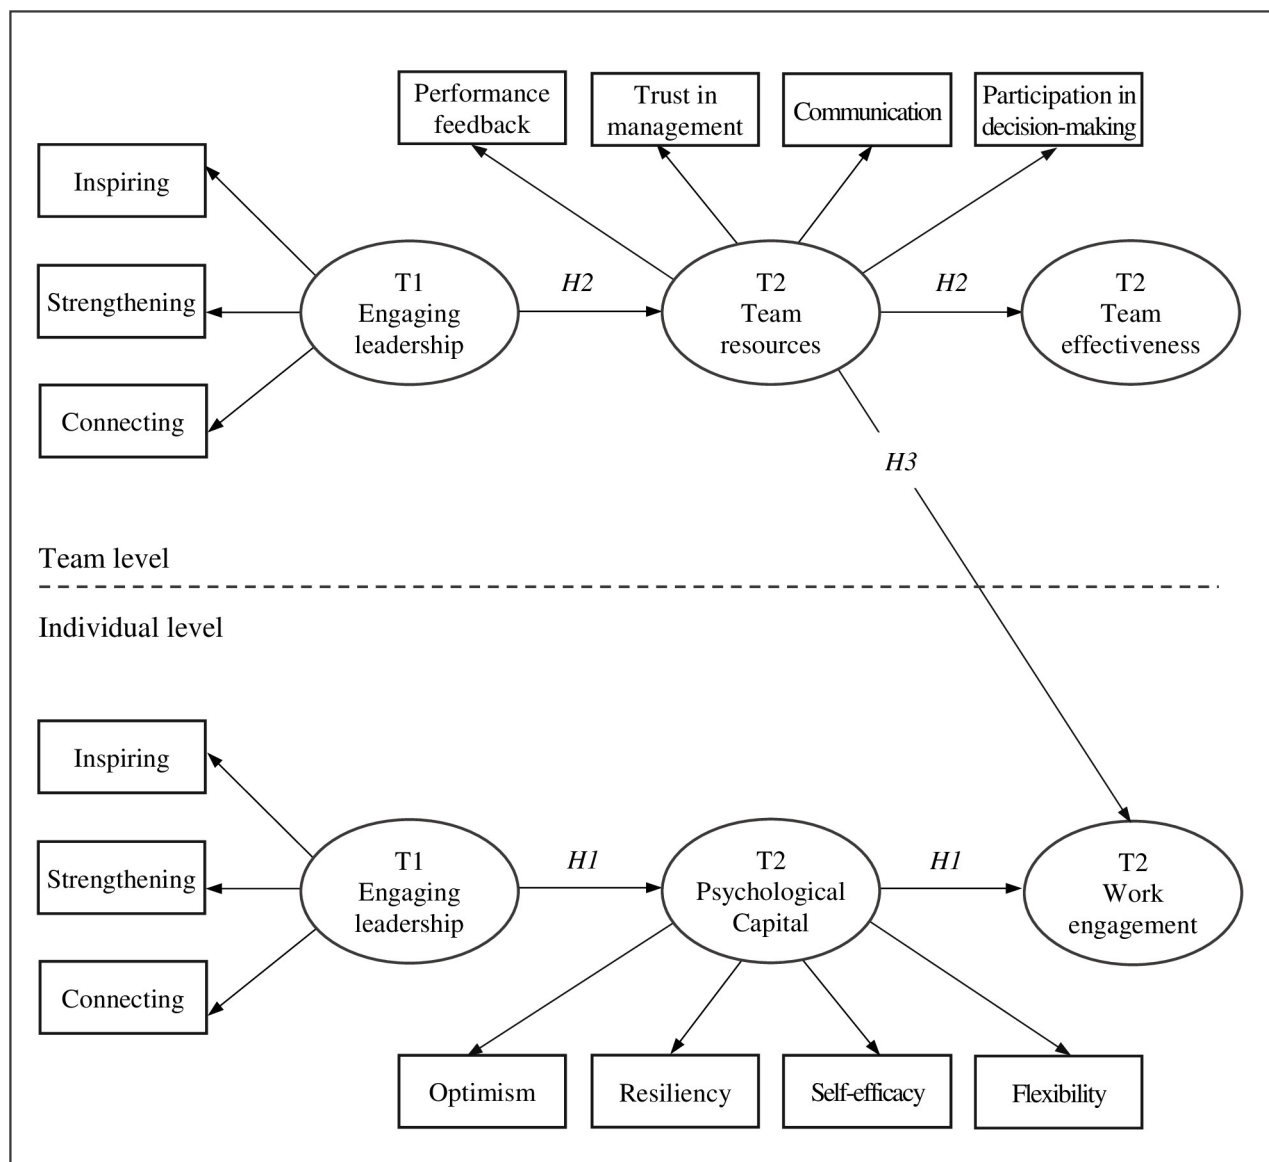 Performance
feedback
Trust in
management
Communication
Participation in
decision-making
Inspiring
Strengthening
Connecting
T1
Engaging
leadership
H2
T2
Team
resources
H2
T2
Team
effectiveness
H3
Team level
Individual level
Inspiring
Strengthening
Connecting
T1
Engaging
leadership
H1
T2
Psychological
Capital
H1
T2
Work
engagement
Optimism
Resiliency
Self-efficacy
Flexibility